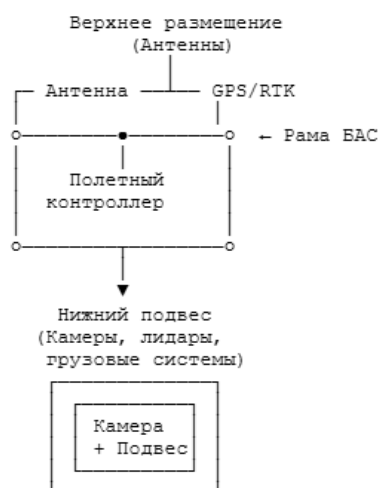 Верхнее размещение
(Антенны)
Антенна GPS/RTK
← Рама БАС
Полетный
контроллер
Нижний подвес
(Камеры, лидары,
грузовые системы)
Камера
+ Подвес